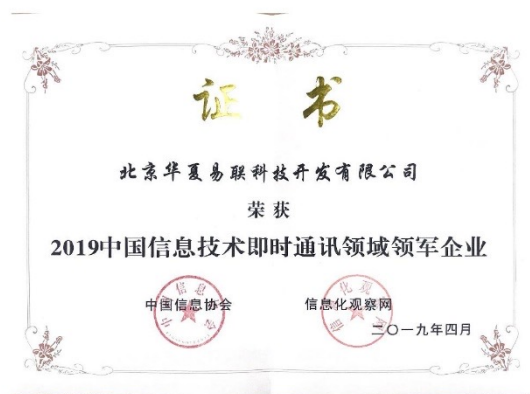 证 书
北京华夏易联科技开发有限公司
荣 获
2019中国信息技术即时通讯领域领军企业
中国信息协会 信息化观察网
二〇一九年四月